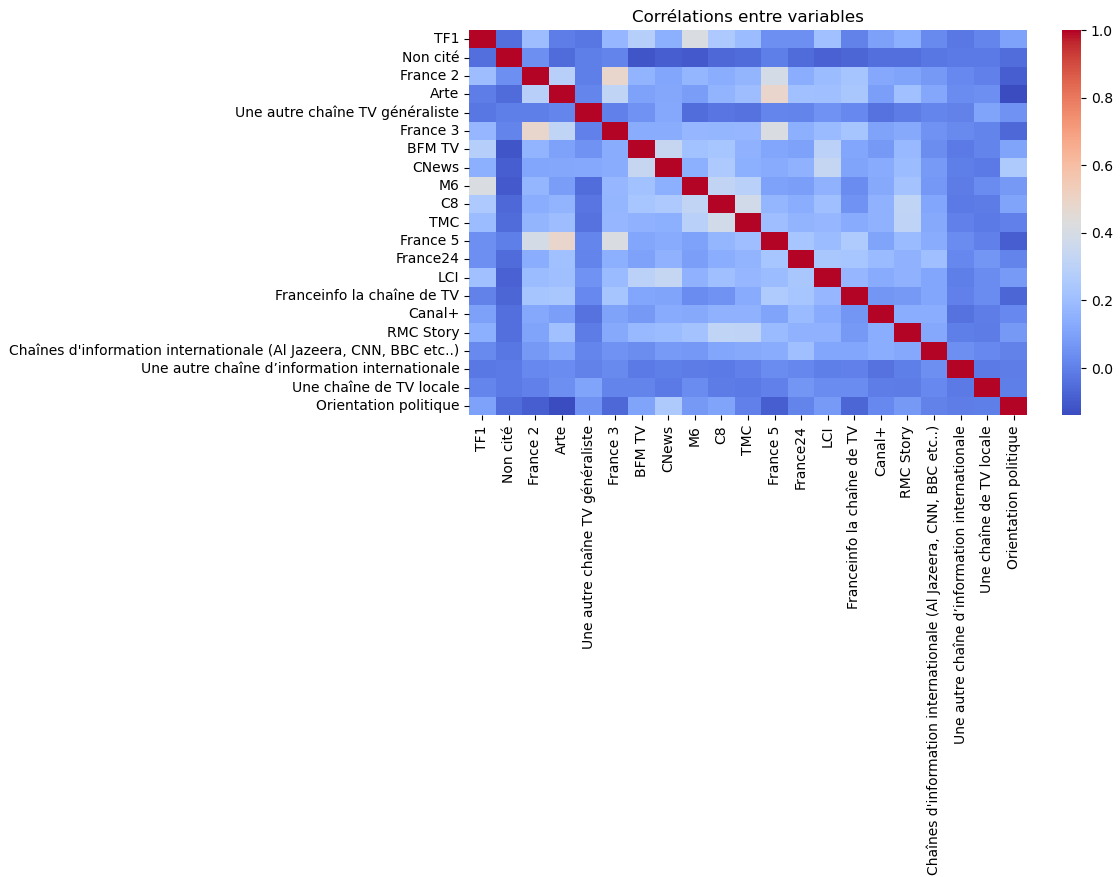 Corrélations entre variables
TF1
Non cité
France 2
Arte
Une autre chaîne TV généraliste
France 3
BFM TV
CNews
M6
C8
TMC
France 5
France24
LCI
Franceinfo la chaîne de TV
Canal+
RMC Story
Chaînes d'information internationale (Al Jazeera, CNN, BBC etc..)
Une autre chaîne d’information internationale
Une chaîne de TV locale
Orientation politique
TF1
Non cité
France 2
Arte
Une autre chaîne TV généraliste
France 3
BFM TV
CNews
M6
C8
TMC
France 5
France24
LCI
Franceinfo la chaîne de TV
Canal+
RMC Story
Chaînes d'information internationale (Al Jazeera, CNN, BBC etc..)
Une autre chaîne d’information internationale
Une chaîne de TV locale
Orientation politique
1.0
0.8
0.6
0.4
0.2
0.0